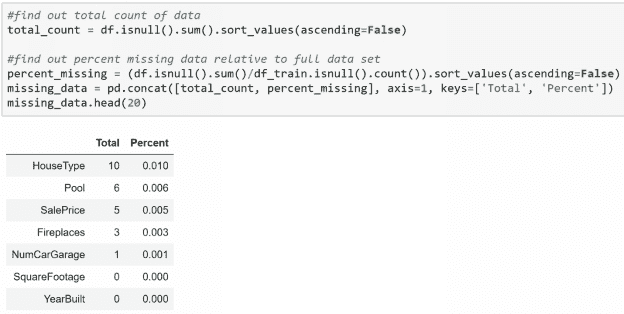 #find out total count of data
total_count = df.isnull().sum().sort_values(ascending=False)
#find out percent missing data relative to full data set
percent_missing = (df.isnull().sum()/df_train.isnull().count()).sort_values(ascending=False)
missing_data = pd.concat([total_count, percent_missing], axis=1, keys=['Total', 'Percent'])
missing_data.head(20)
Total Percent
HouseType 10 0.010
Pool 6 0.006
SalePrice 5 0.005
Fireplaces 3 0.003
NumCarGarage 1 0.001
SquareFootage 0 0.000
YearBuilt 0 0.000